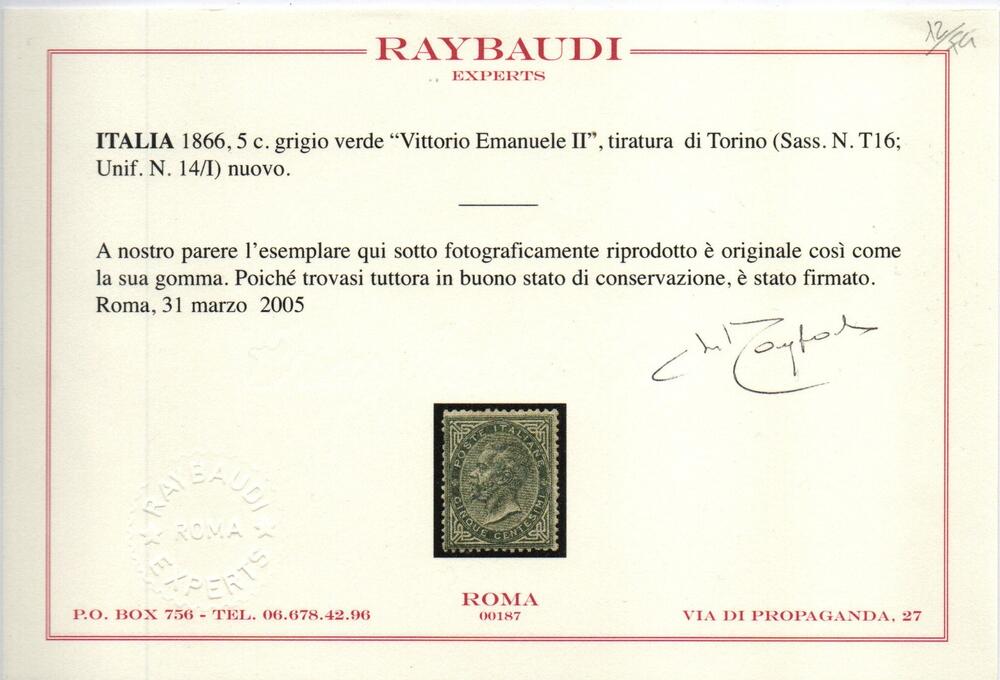 RAYBAUDI
EXPERTS
ITALIA 1866, 5 c. grigio verde “Vittorio Emanuele II”, tiratura di Torino (Sass. N. T16;
Unif. N. 14/I) nuovo.
A nostro parere l’esemplare qui sotto fotograficamente riprodotto è originale così come
la sua gomma. Poiché trovasi tuttora in buono stato di conservazione, è stato firmato.
Roma, 31 marzo 2005
POSTE ITALIANE
CINQUE CENTESIMI
RAYBAUDI
ROMA
EXPERTS
P.O. BOX 756 - TEL. 06.678.42.96
ROMA
00187
VIA DI PROPAGANDA, 27